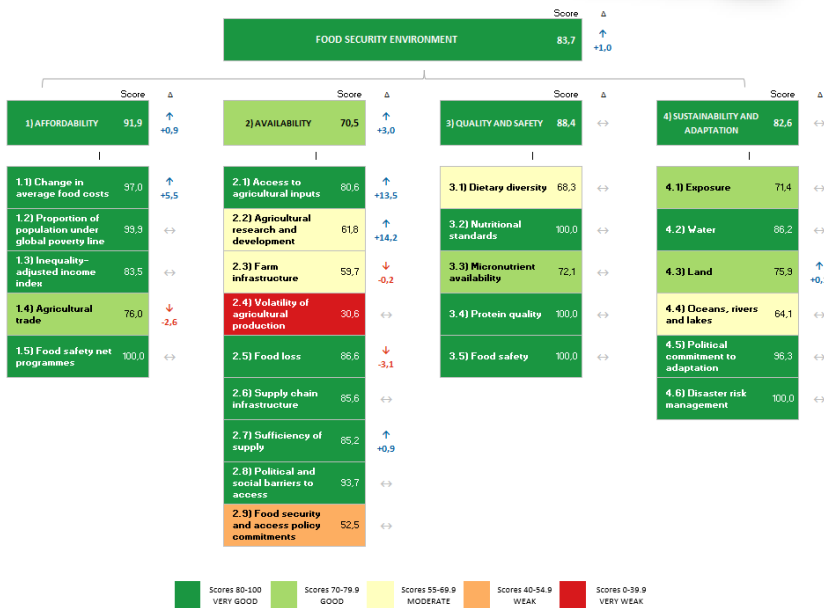 Score Δ
FOOD SECURITY ENVIRONMENT 83,7 ↑
+1,0
Score Δ
1) AFFORDABILITY 91,9 ↑
+0,9
1.1) Change in
average food costs 97,0 ↑
+5,5
1.2) Proportion of
population under
global poverty line 99,9 ↔
1.3) Inequality-
adjusted income
index 83,5 ↔
1.4) Agricultural
trade 76,0 ↓
-2,6
1.5) Food safety net
programmes 100,0 ↔
Score Δ
2) AVAILABILITY 70,5 ↑
+3,0
2.1) Access to
agricultural inputs 80,6 ↑
+13,5
2.2) Agricultural
research and
development 61,8 ↑
+14,2
2.3) Farm
infrastructure 59,7 ↓
-0,2
2.4) Volatility of
agricultural
production 30,6 ↔
2.5) Food loss 86,6 ↓
-3,1
2.6) Supply chain
infrastructure 85,6 ↔
2.7) Sufficiency of
supply 85,2 ↑
+0,9
2.8) Political and
social barriers to
access 93,7 ↔
2.9) Food security
and access policy
commitments 52,5 ↔
Score Δ
3) QUALITY AND SAFETY 88,4 ↔
3.1) Dietary diversity 68,3 ↔
3.2) Nutritional
standards 100,0 ↔
3.3) Micronutrient
availability 72,1 ↔
3.4) Protein quality 100,0 ↔
3.5) Food safety 100,0 ↔
Score Δ
4) SUSTAINABILITY AND
ADAPTATION 82,6 ↔
4.1) Exposure 71,4 ↔
4.2) Water 86,2 ↔
4.3) Land 75,9 ↑
4.4) Oceans, rivers
and lakes 64,1 ↔
4.5) Political
commitment to
adaptation 96,3 ↔
4.6) Disaster risk
management 100,0 ↔
Scores 80-100
VERY GOOD
Scores 70-79.9
GOOD
Scores 55-69.9
MODERATE
Scores 40-54.9
WEAK
Scores 0-39.9
VERY WEAK